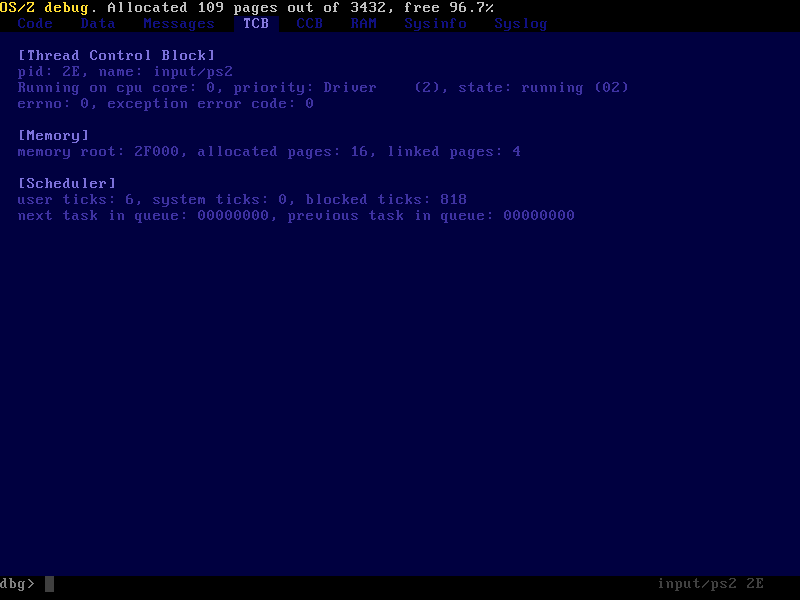 OS/Z debug. Allocated 109 pages out of 3432, free 96.7%
Code Data Messages TCB CCB RAM Sysinfo Syslog
[Thread Control Block]
pid: 2E, name: input/ps2
Running on cpu core: 0, priority: Driver (2), state: running (02)
errno: 0, exception error code: 0
[Memory]
memory root: 2F000, allocated pages: 16, linked pages: 4
[Scheduler]
user ticks: 6, system ticks: 0, blocked ticks: 818
next task in queue: 00000000, previous task in queue: 00000000
dbg> input/ps2 2E